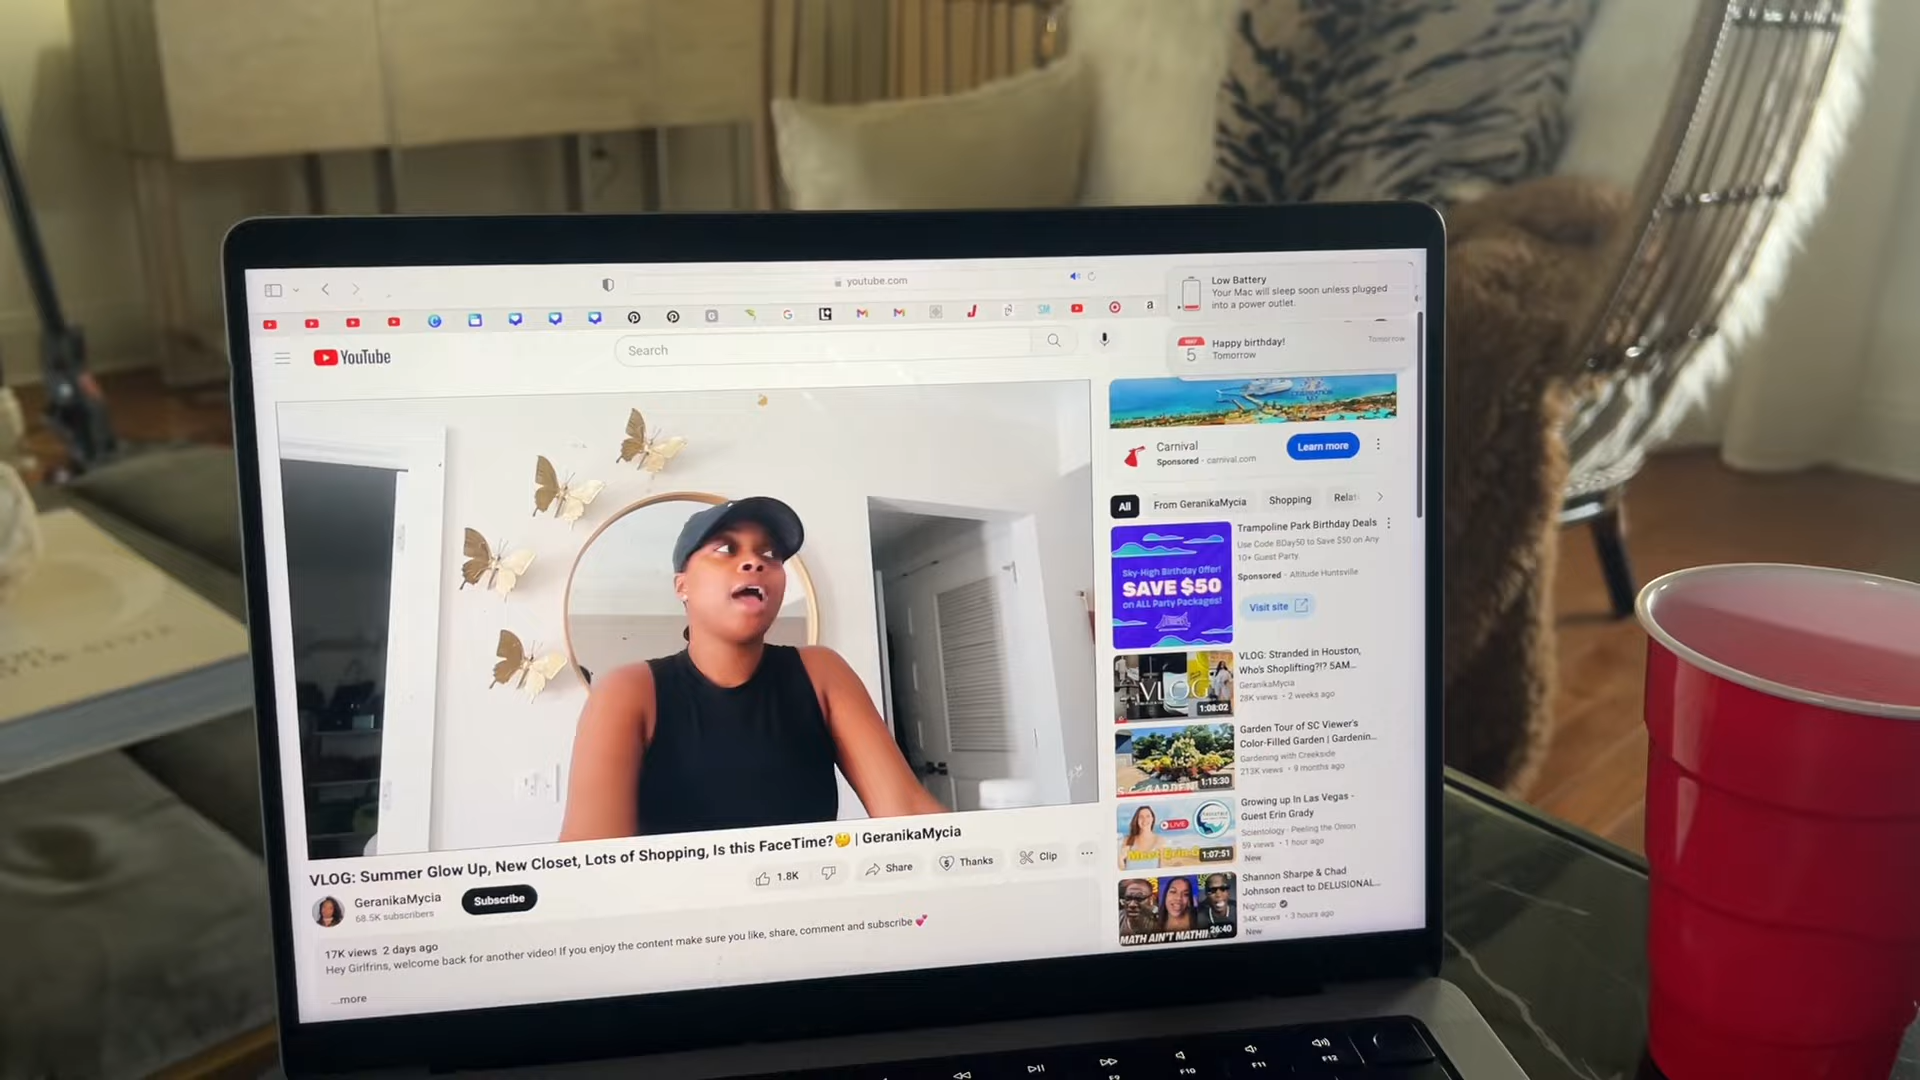 youtube.com
Low Battery
Your Mac will sleep soon unless plugged
into a power outlet.
Happy birthday!
Tomorrow
Tomorrow
5
YouTube
Search
Carnival
Sponsored · carnival.com
Learn more
All
From GeranikaMycia
Shopping
Relat
Sky-High Birthday Offer!
SAVE $50
on ALL Party Packages!
Trampoline Park Birthday Deals
Use Code BDay50 to Save $50 on Any
10+ Guest Party
Sponsored · Altitude Huntsville
Visit site
VLOG
1:08:02
VLOG: Stranded in Houston,
Who's Shoplifting?!? 5AM...
GeranikaMycia
28K views · 2 weeks ago
1:15:30
Garden Tour of SC Viewer's
Color-Filled Garden | Gardenin...
Gardening with Creekside
213K views · 9 months ago
LIVE
1:07:51
Growing up In Las Vegas -
Guest Erin Grady
Scientology - Peeling the Onion
59 views · 1 hour ago
New
MATH AIN'T MATHII
26:40
Shannon Sharpe & Chad
Johnson react to DELUSIONAL...
Nightcap
34K views · 3 hours ago
New
VLOG: Summer Glow Up, New Closet, Lots of Shopping, Is this FaceTime?🤔 | GeranikaMycia
GeranikaMycia
68.5K subscribers
Subscribe
1.8K
Share
Thanks
Clip
17K views 2 days ago
Hey Girlfrins, welcome back for another video! If you enjoy the content make sure you like, share, comment and subscribe 💕
...more
F9
F10
F11
F12